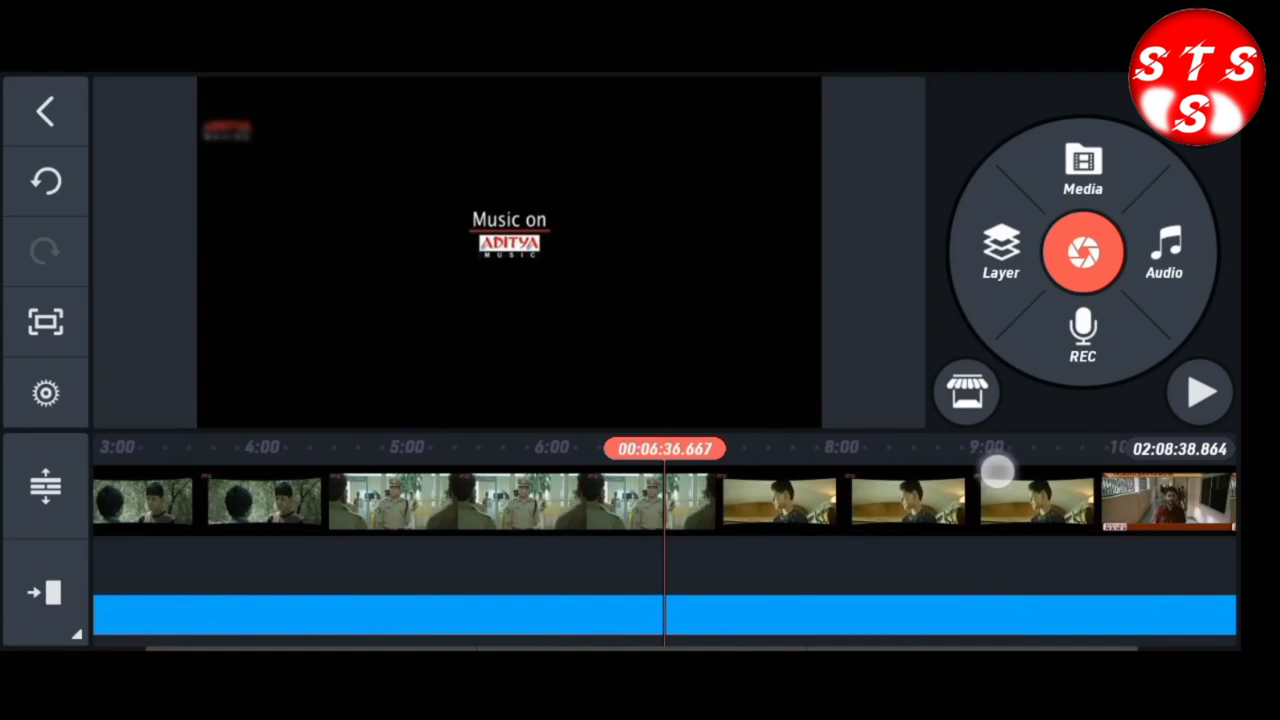 S T S
S
Media
Layer
Audio
REC
Music on
ADITYA
MUSIC
3:00
4:00
5:00
6:00
00:06:36.667
8:00
9:00
02:08:38.864